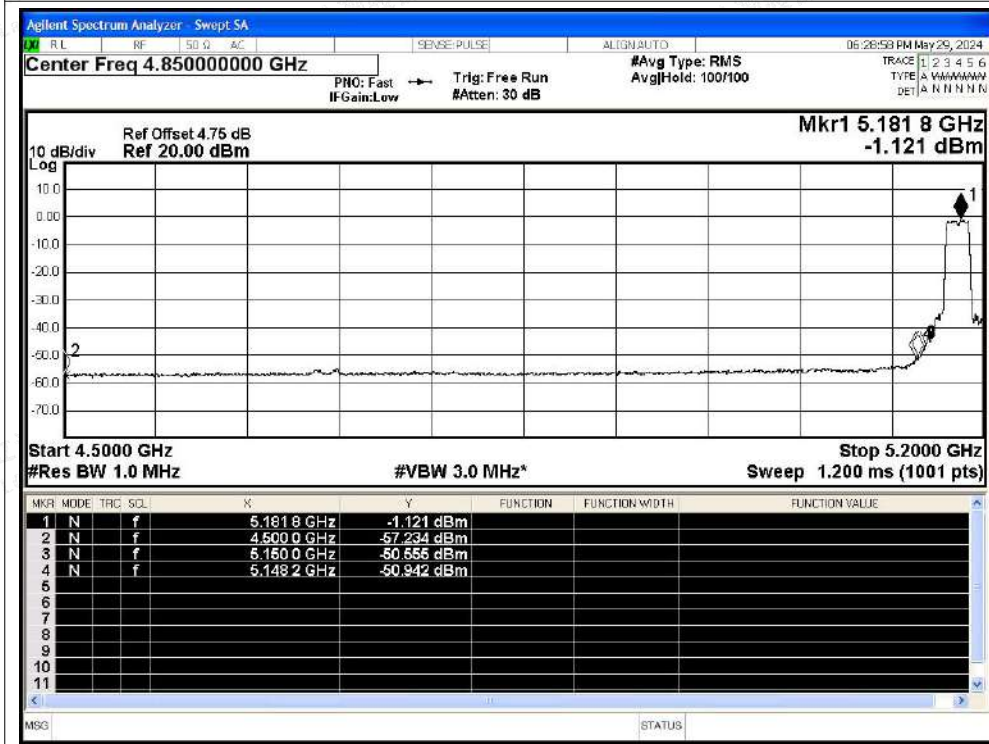 Agilent Spectrum Analyzer - Swept SA
LXI RL RF 50 Ω AC SENSE:PULSE ALIGNAUTO 06:28:58 PM May 29, 2024
Center Freq 4.850000000 GHz #Avg Type: RMS TRACE 1 2 3 4 5 6
PNO: Fast Trig: Free Run Avg|Hold: 100/100 TYPE A WWWWW
IFGain:Low #Atten: 30 dB DET A N N N N N
Mkr1 5.181 8 GHz
Ref Offset 4.75 dB
10 dB/div Ref 20.00 dBm -1.121 dBm
Log
10.0
1
0.00
-10.0
-20.0
-30.0
-40.0
-50.0
2
-60.0
-70.0
Start 4.5000 GHz Stop 5.2000 GHz
#Res BW 1.0 MHz #VBW 3.0 MHz* Sweep 1.200 ms (1001 pts)
MKR MODE TRC SCL X Y FUNCTION FUNCTION WIDTH FUNCTION VALUE
1 N f 5.181 8 GHz -1.121 dBm
2 N f 4.500 0 GHz -57.234 dBm
3 N f 5.150 0 GHz -50.555 dBm
4 N f 5.148 2 GHz -50.942 dBm
5
6
7
8
9
10
11
MSG STATUS